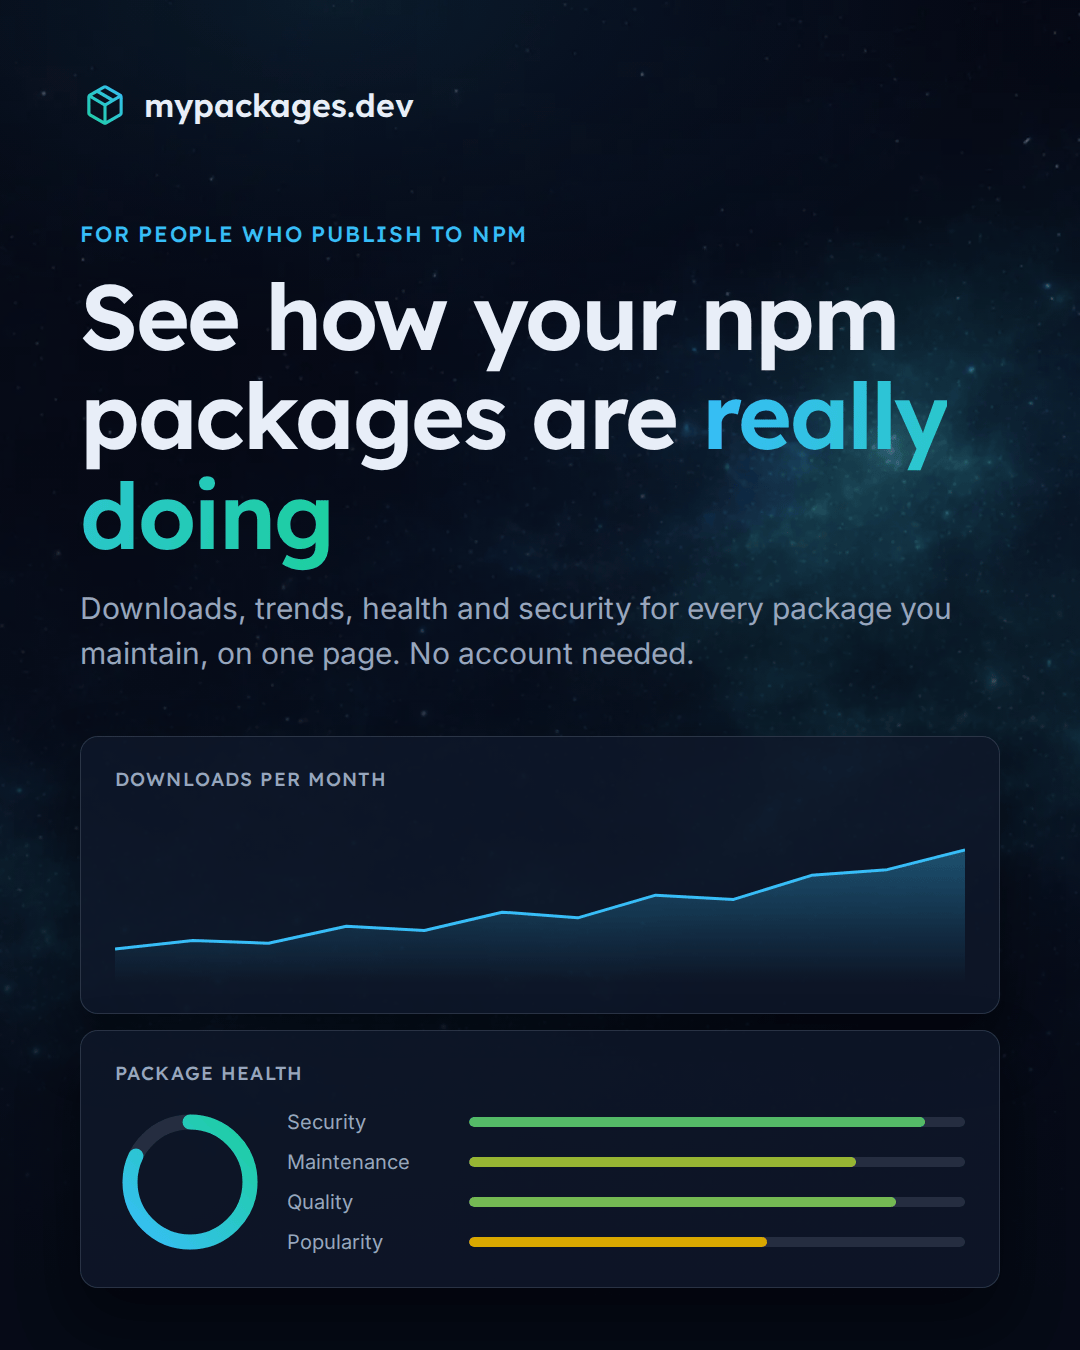 mypackages.dev
FOR PEOPLE WHO PUBLISH TO NPM
See how your npm
packages are really
doing
Downloads, trends, health and security for every package you
maintain, on one page. No account needed.
DOWNLOADS PER MONTH
PACKAGE HEALTH
Security
Maintenance
Quality
Popularity